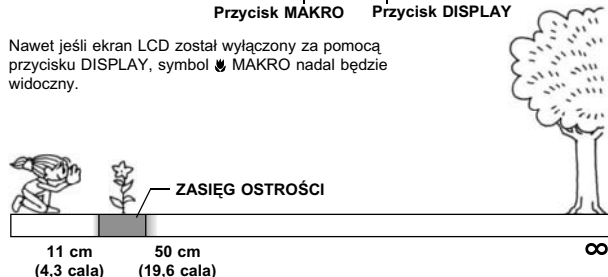 Przycisk MAKRO Przycisk DISPLAY
Nawet jeśli ekran LCD został wyłączony za pomocą
przycisku DISPLAY, symbol MAKRO nadal będzie
widoczny.
ZASIĘG OSTROŚCI
11 cm 50 cm ∞
(4,3 cala) (19,6 cala)